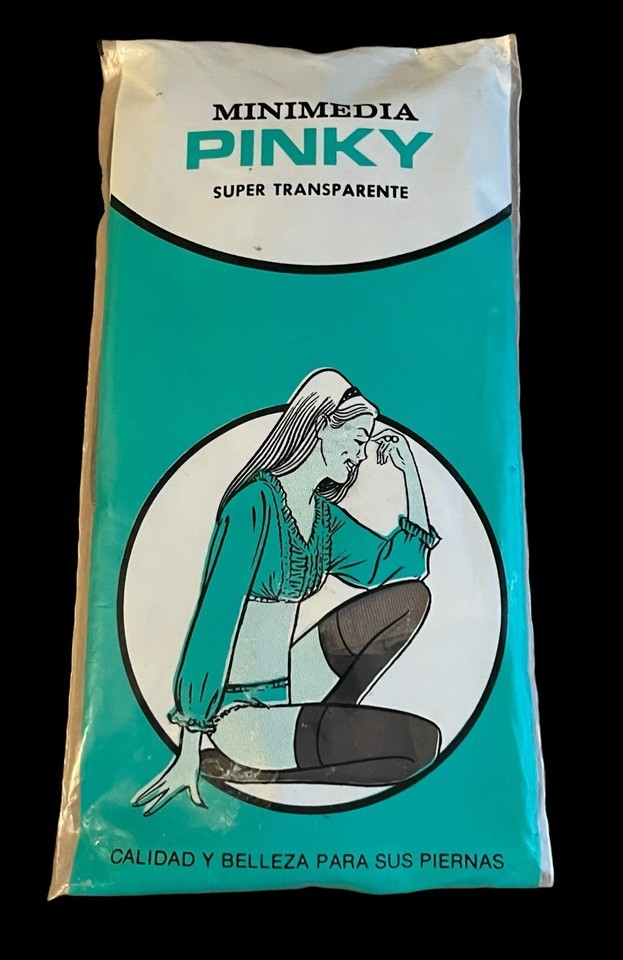 MINIMEDIA
PINKY
SUPER TRANSPARENTE
CALIDAD Y BELLEZA PARA SUS PIERNAS